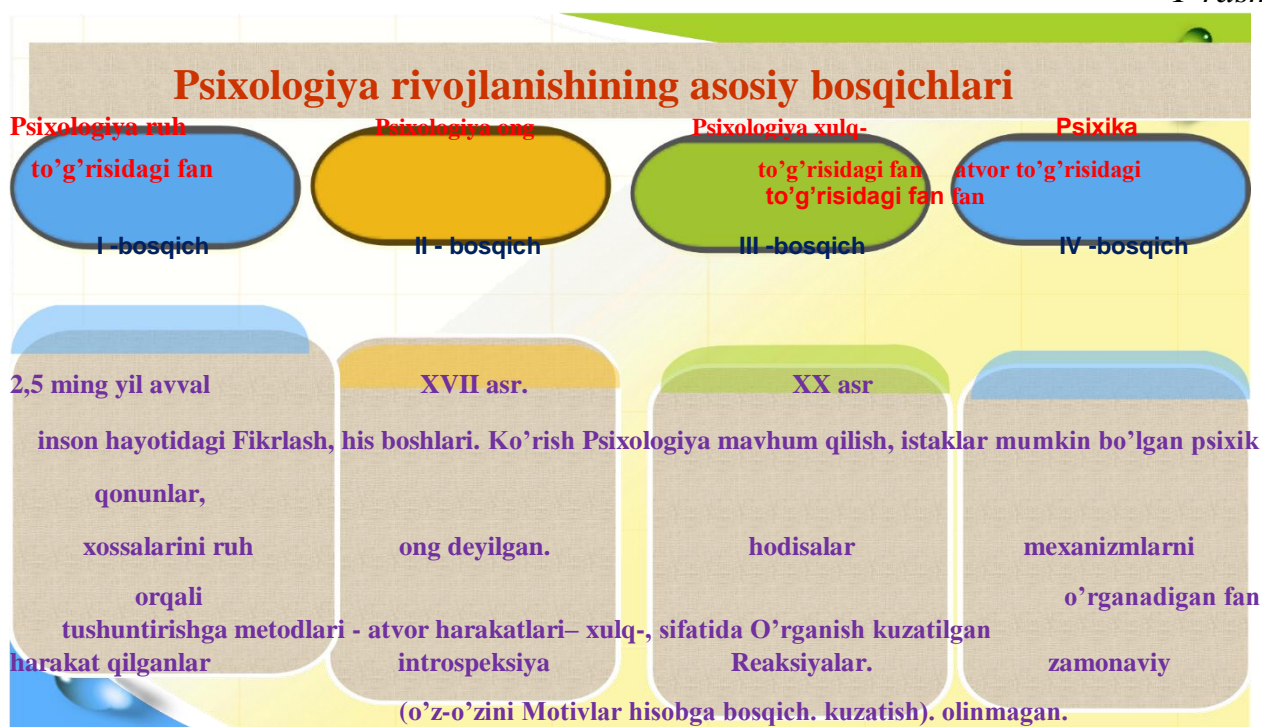 Psixologiya rivojlanishining asosiy bosqichlari
Psixologiya ruh Psixologiya ong Psixologiya xulq- Psixika
to’g’risidagi fan to’g’risidagi fan atvor to’g’risidagi
to’g’risidagi fan fan
I -bosqich II - bosqich III -bosqich IV -bosqich
2,5 ming yil avval XVII asr. XX asr
inson hayotidagi Fikrlash, his boshlari. Ko’rish Psixologiya mavhum qilish, istaklar mumkin bo’lgan psixik
qonunlar,
xossalarini ruh ong deyilgan. hodisalar mexanizmlarni
orqali o’rganadigan fan
tushuntirishga metodlari - atvor harakatlari– xulq-, sifatida O’rganish kuzatilgan
harakat qilganlar introspeksiya Reaksiyalar. zamonaviy
(o’z-o’zini Motivlar hisobga bosqich. kuzatish). olinmagan.